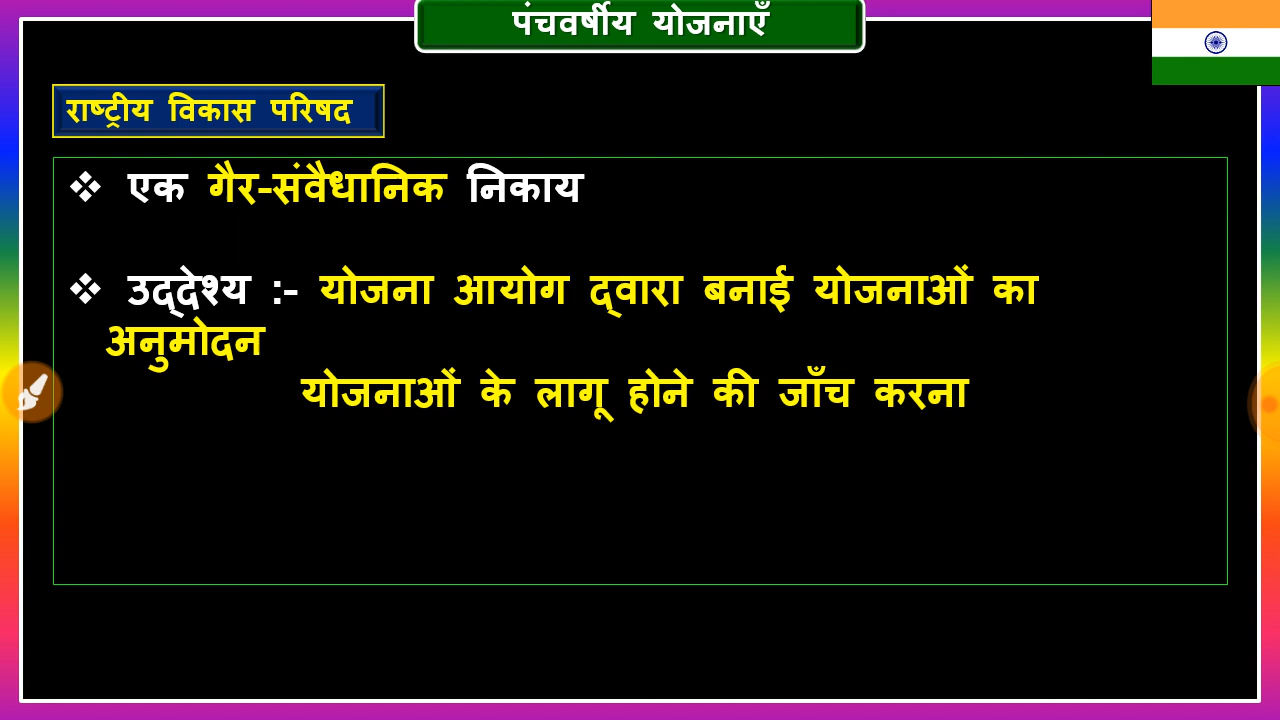 पंचवर्षीय योजनाएँ
राष्ट्रीय विकास परिषद
❖ एक गैर-संवैधानिक निकाय
❖ उद्देश्य :- योजना आयोग द्वारा बनाई योजनाओं का
अनुमोदन
योजनाओं के लागू होने की जाँच करना